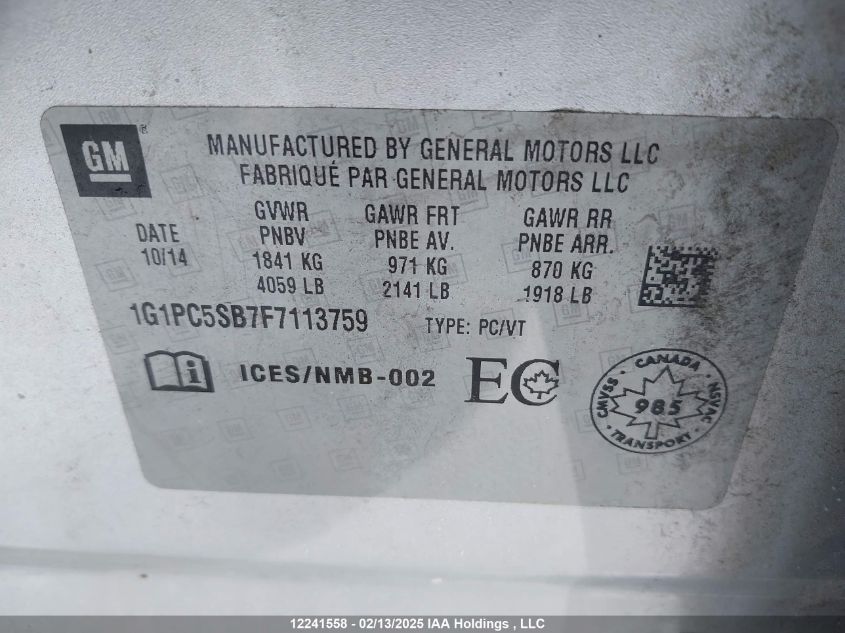 GM
MANUFACTURED BY GENERAL MOTORS LLC
FABRIQUÉ PAR GENERAL MOTORS LLC
DATE
10/14
GVWR
PNBV
1841 KG
4059 LB
GAWR FRT
PNBE AV.
971 KG
2141 LB
GAWR RR
PNBE ARR.
870 KG
1918 LB
1G1PC5SB7F7113759 TYPE: PC/VT
i ICES/NMB-002 EC
CANADA
CMVSS 985 NSVAC
TRANSPORT
12241558 - 02/13/2025 IAA Holdings , LLC